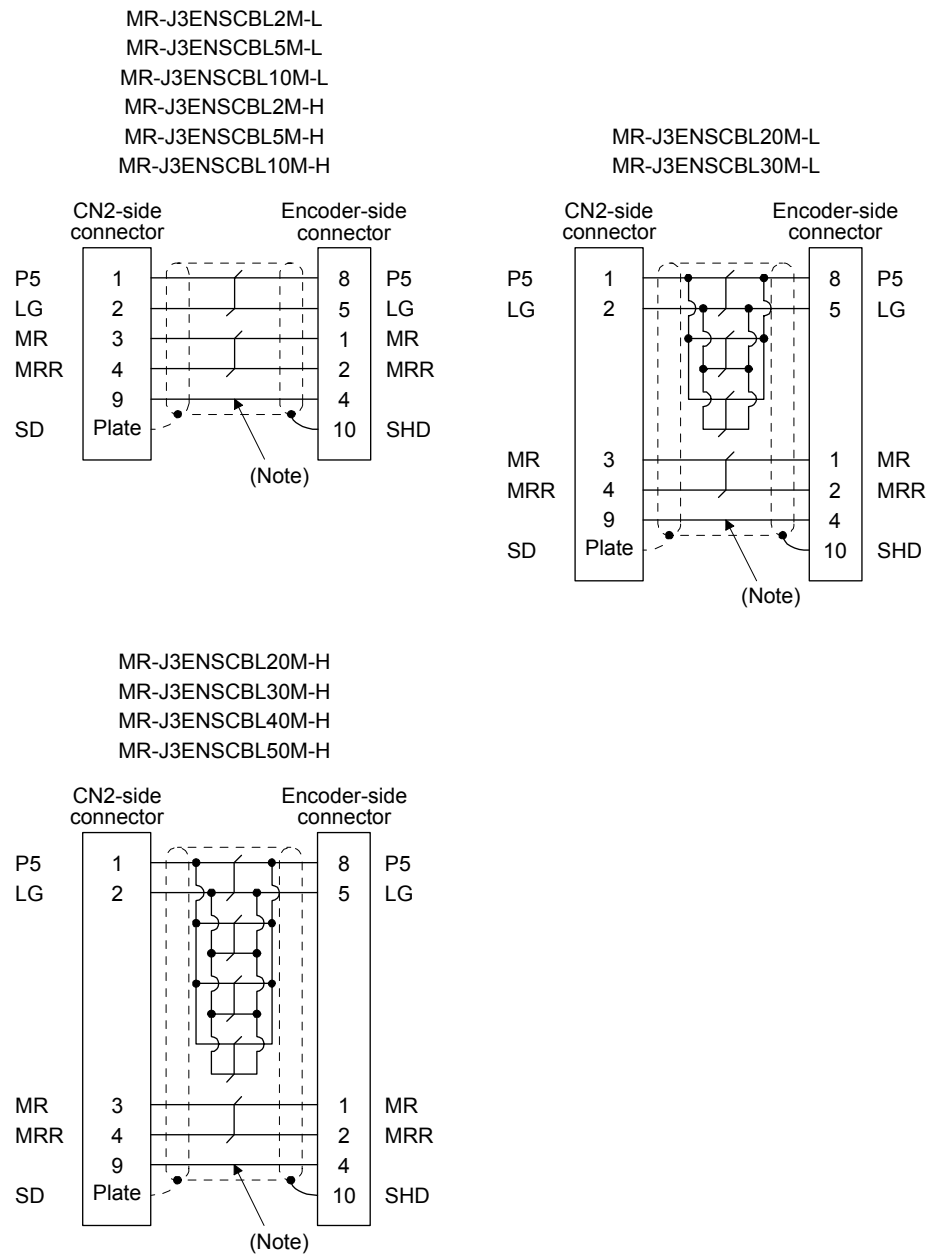 MR-J3ENSCBL2M-L
MR-J3ENSCBL5M-L
MR-J3ENSCBL10M-L
MR-J3ENSCBL2M-H
MR-J3ENSCBL5M-H
MR-J3ENSCBL10M-H
CN2-side connector
Encoder-side connector
P5 1 8 P5
LG 2 5 LG
MR 3 1 MR
MRR 4 2 MRR
9 4
SD Plate 10 SHD
(Note)
MR-J3ENSCBL20M-L
MR-J3ENSCBL30M-L
CN2-side connector
Encoder-side connector
P5 1 8 P5
LG 2 5 LG
MR 3 1 MR
MRR 4 2 MRR
9 4
SD Plate 10 SHD
(Note)
MR-J3ENSCBL20M-H
MR-J3ENSCBL30M-H
MR-J3ENSCBL40M-H
MR-J3ENSCBL50M-H
CN2-side connector
Encoder-side connector
P5 1 8 P5
LG 2 5 LG
MR 3 1 MR
MRR 4 2 MRR
9 4
SD Plate 10 SHD
(Note)